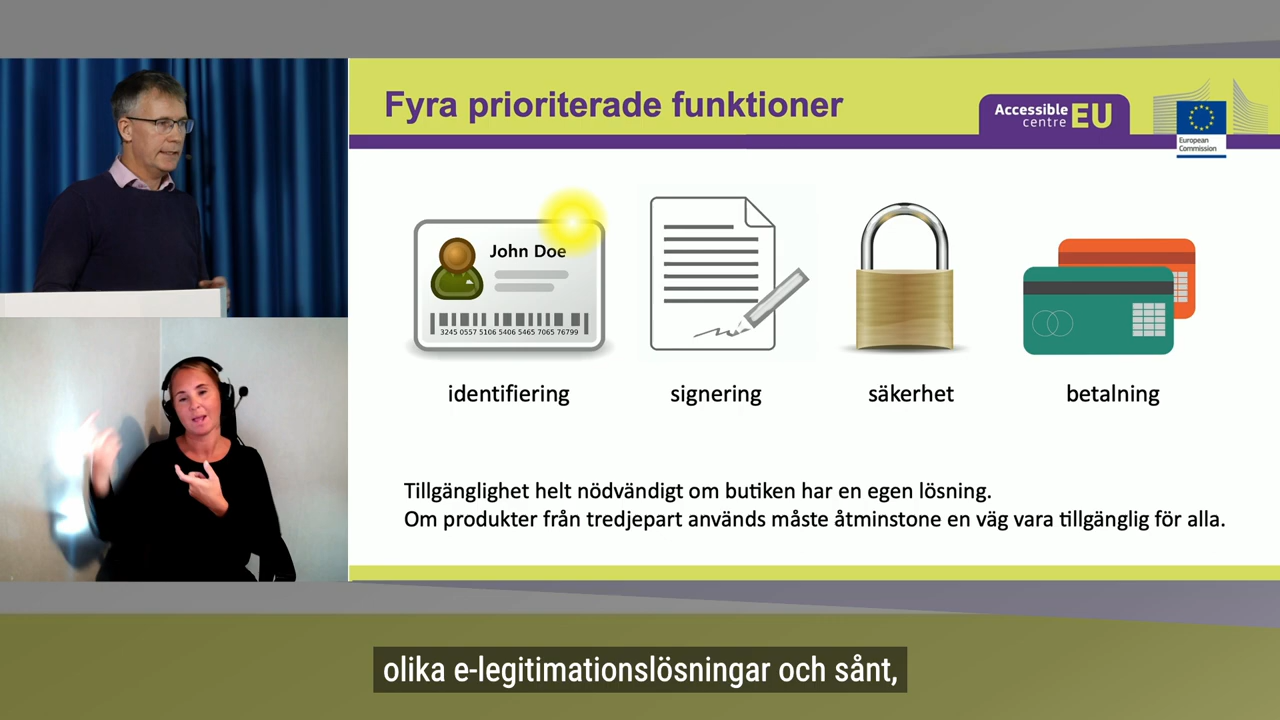 Fyra prioriterade funktioner
Accessible
centre EU
European
Commission
John Doe
3245 0557 5106 5406 5465 7065 76799
identifiering
signering
säkerhet
betalning
Tillgänglighet helt nödvändigt om butiken har en egen lösning.
Om produkter från tredjepart används måste åtminstone en väg vara tillgänglig för alla.
olika e-legitimationslösningar och sånt,